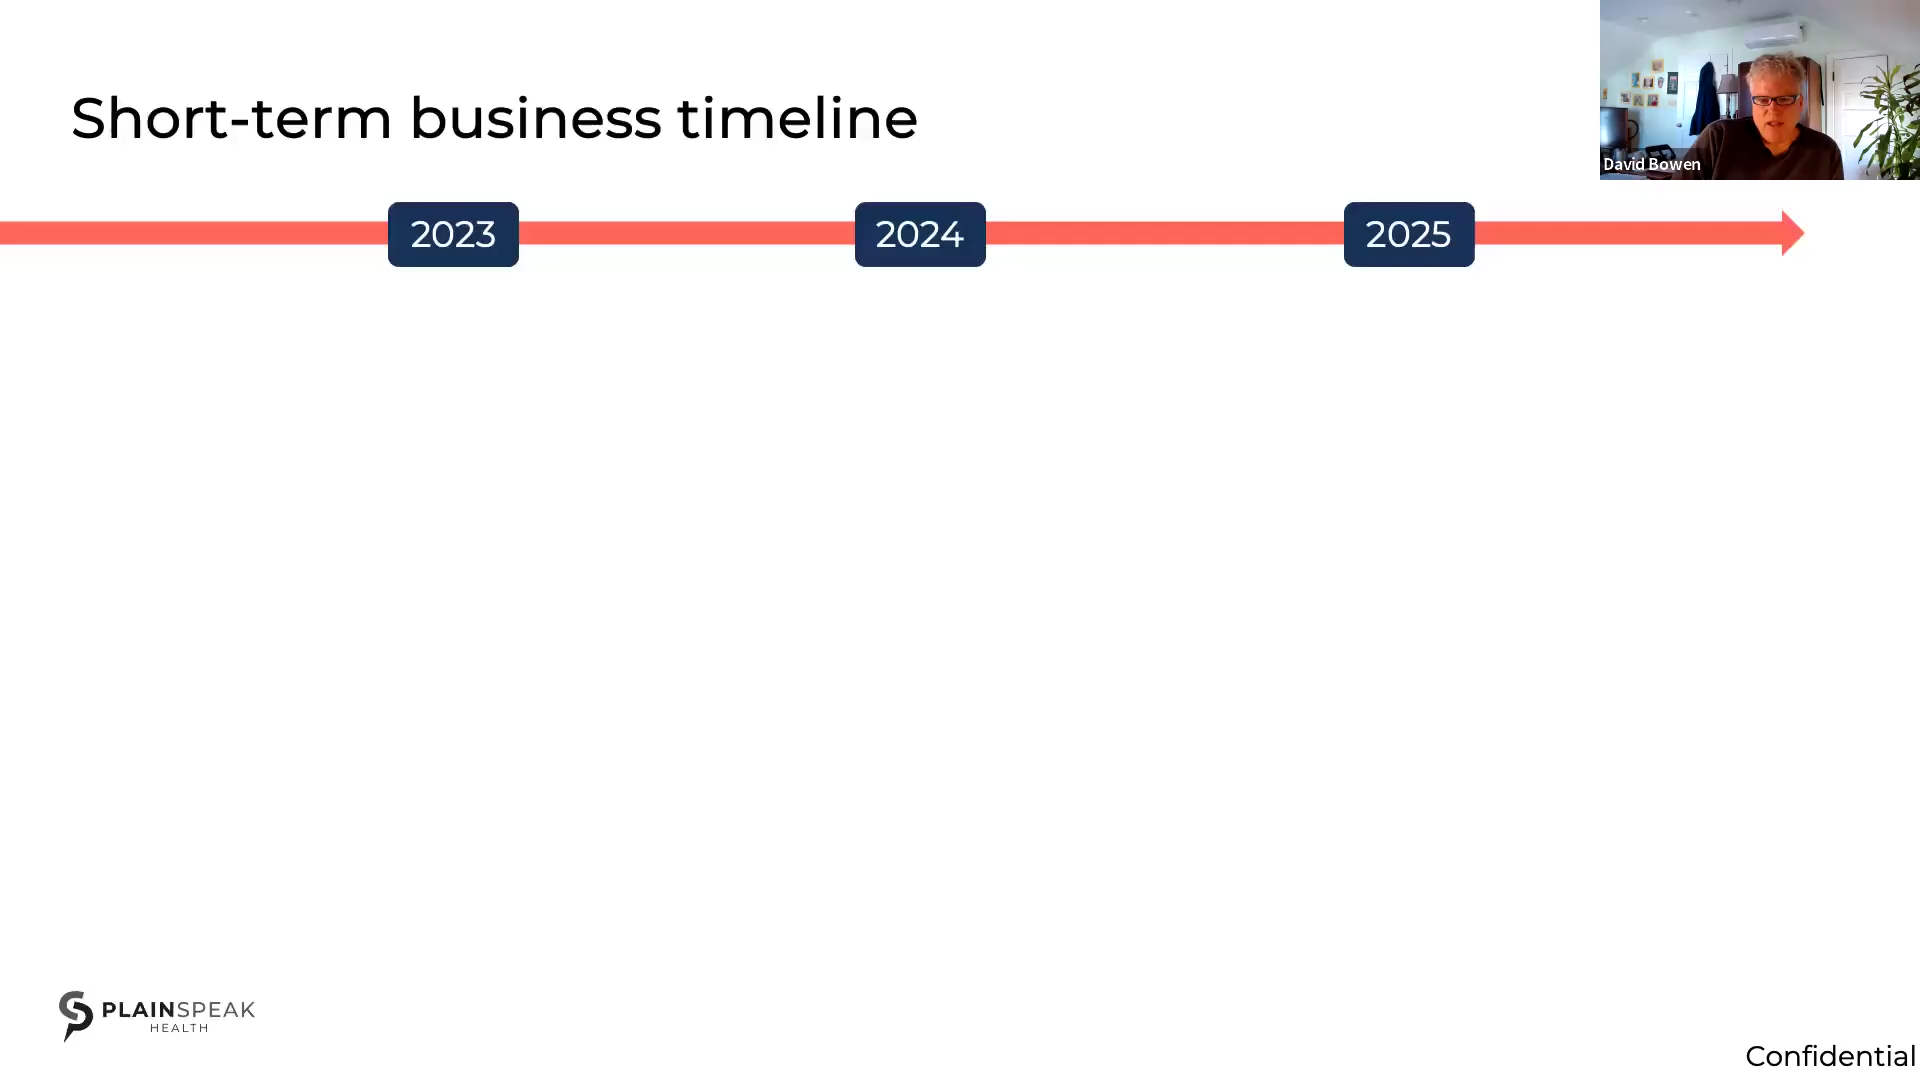 Short-term business timeline
David Bowen
2023
2024
2025
PLAINSPEAK
HEALTH
Confidential